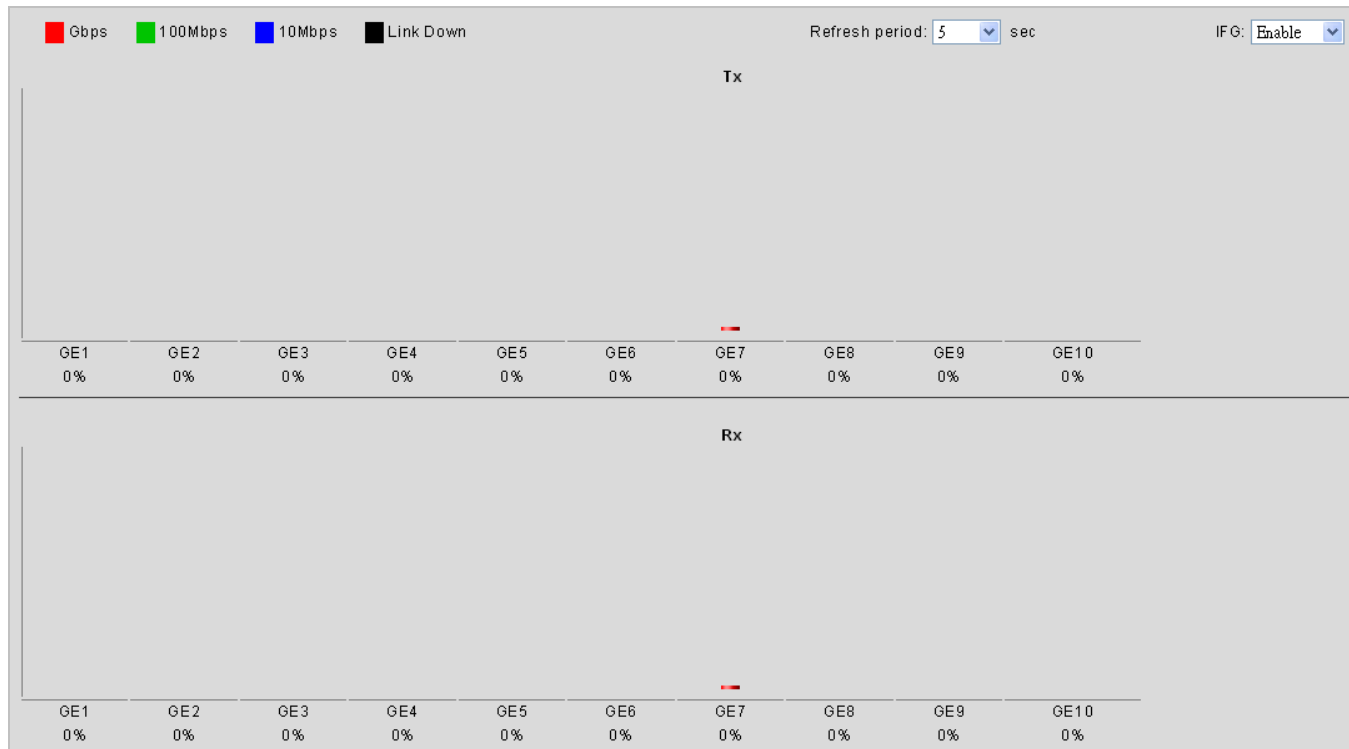 Gbps 100Mbps 10Mbps Link Down Refresh period: 5 sec IFG: Enable
Tx
GE1 GE2 GE3 GE4 GE5 GE6 GE7 GE8 GE9 GE10
0% 0% 0% 0% 0% 0% 0% 0% 0% 0%
Rx
GE1 GE2 GE3 GE4 GE5 GE6 GE7 GE8 GE9 GE10
0% 0% 0% 0% 0% 0% 0% 0% 0% 0%